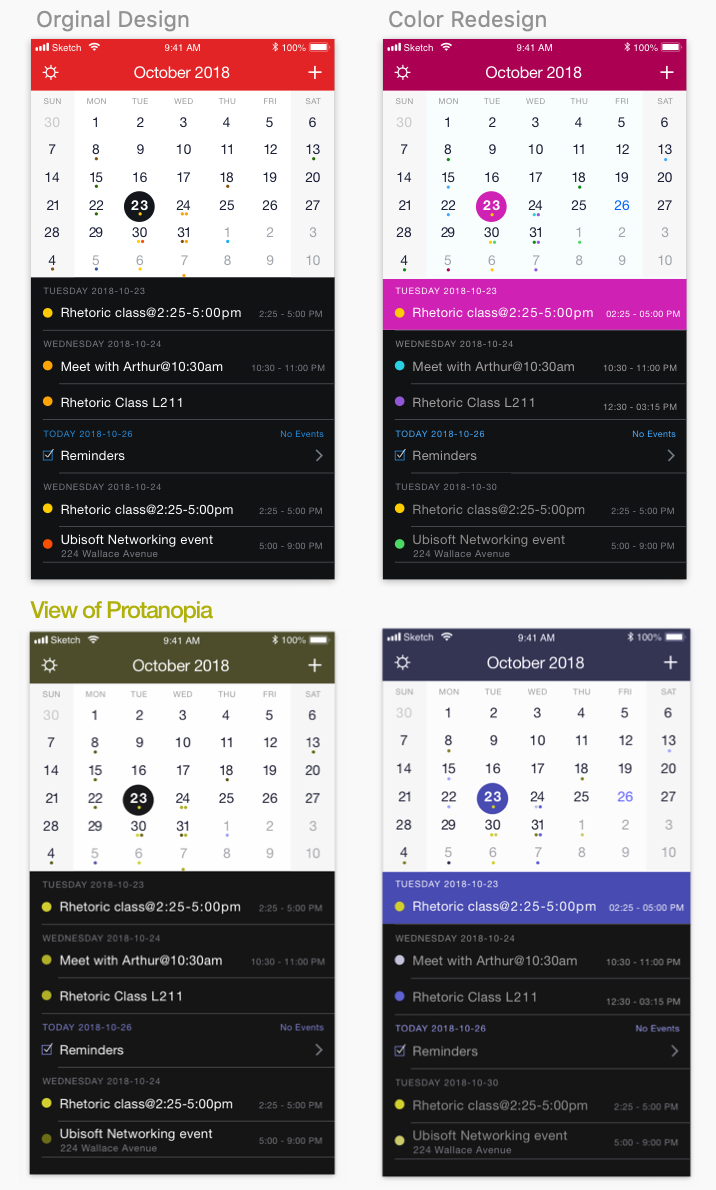 Orginal Design
Color Redesign
Sketch 9:41 AM 100%
October 2018 +
SUN MON TUE WED THU FRI SAT
30 1 2 3 4 5 6
7 8 9 10 11 12 13
14 15 16 17 18 19 20
21 22 23 24 25 26 27
28 29 30 31 1 2 3
4 5 6 7 8 9 10
TUESDAY 2018-10-23
Rhetoric class@2:25-5:00pm 2:25 - 5:00 PM
WEDNESDAY 2018-10-24
Meet with Arthur@10:30am 10:30 - 11:00 PM
Rhetoric Class L211
TODAY 2018-10-26 No Events
Reminders
WEDNESDAY 2018-10-24
Rhetoric class@2:25-5:00pm 2:25 - 5:00 PM
Ubisoft Networking event 5:00 - 9:00 PM
224 Wallace Avenue
Sketch 9:41 AM 100%
October 2018 +
SUN MON TUE WED THU FRI SAT
30 1 2 3 4 5 6
7 8 9 10 11 12 13
14 15 16 17 18 19 20
21 22 23 24 25 26 27
28 29 30 31 1 2 3
4 5 6 7 8 9 10
TUESDAY 2018-10-23
Rhetoric class@2:25-5:00pm 02:25 - 05:00 PM
WEDNESDAY 2018-10-24
Meet with Arthur@10:30am 10:30 - 11:00 PM
Rhetoric Class L211 12:30 - 03:15 PM
TODAY 2018-10-26 No Events
Reminders
TUESDAY 2018-10-30
Rhetoric class@2:25-5:00pm 2:25 - 5:00 PM
Ubisoft Networking event 5:00 - 9:00 PM
224 Wallace Avenue
View of Protanopia
Sketch 9:41 AM 100%
October 2018 +
SUN MON TUE WED THU FRI SAT
30 1 2 3 4 5 6
7 8 9 10 11 12 13
14 15 16 17 18 19 20
21 22 23 24 25 26 27
28 29 30 31 1 2 3
4 5 6 7 8 9 10
TUESDAY 2018-10-23
Rhetoric class@2:25-5:00pm 2:25 - 5:00 PM
WEDNESDAY 2018-10-24
Meet with Arthur@10:30am 10:30 - 11:00 PM
Rhetoric Class L211
TODAY 2018-10-26 No Events
Reminders
WEDNESDAY 2018-10-24
Rhetoric class@2:25-5:00pm 2:25 - 5:00 PM
Ubisoft Networking event 5:00 - 9:00 PM
224 Wallace Avenue
Sketch 9:41 AM 100%
October 2018 +
SUN MON TUE WED THU FRI SAT
30 1 2 3 4 5 6
7 8 9 10 11 12 13
14 15 16 17 18 19 20
21 22 23 24 25 26 27
28 29 30 31 1 2 3
4 5 6 7 8 9 10
TUESDAY 2018-10-23
Rhetoric class@2:25-5:00pm 02:25 - 05:00 PM
WEDNESDAY 2018-10-24
Meet with Arthur@10:30am 10:30 - 11:00 PM
Rhetoric Class L211 12:30 - 03:15 PM
TODAY 2018-10-26 No Events
Reminders
TUESDAY 2018-10-30
Rhetoric class@2:25-5:00pm 2:25 - 5:00 PM
Ubisoft Networking event 5:00 - 9:00 PM
224 Wallace Avenue